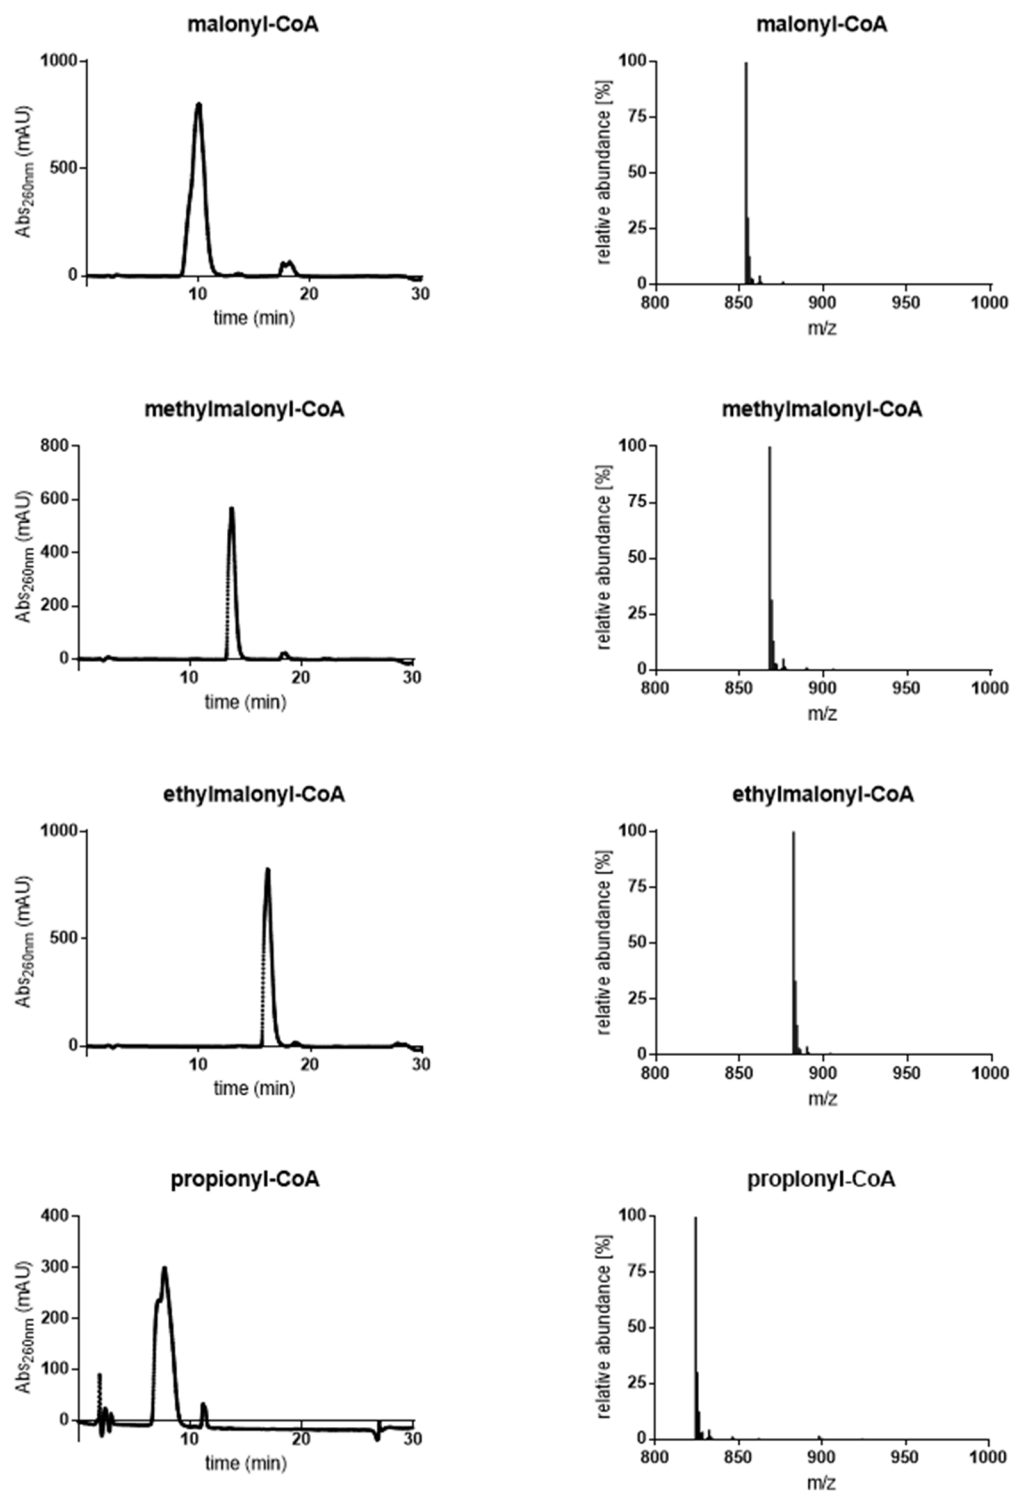 malonyl-CoA
malonyl-CoA
1000
500
0
Abs260nm (mAU)
10
20
30
time (min)
100
75
50
25
0
relative abundance [%]
800
850
900
950
1000
m/z
methylmalonyl-CoA
methylmalonyl-CoA
800
600
400
200
0
Abs260nm (mAU)
10
20
30
time (min)
100
75
50
25
0
relative abundance [%]
800
850
900
950
1000
m/z
ethylmalonyl-CoA
ethylmalonyl-CoA
1000
500
0
Abs260nm (mAU)
10
20
30
time (min)
100
75
50
25
0
relative abundance [%]
800
850
900
950
1000
m/z
propionyl-CoA
propIonyl-CoA
400
300
200
100
0
Abs260nm (mAU)
10
20
30
time (min)
100
75
50
25
0
relative abundance [%]
800
850
900
950
1000
m/z